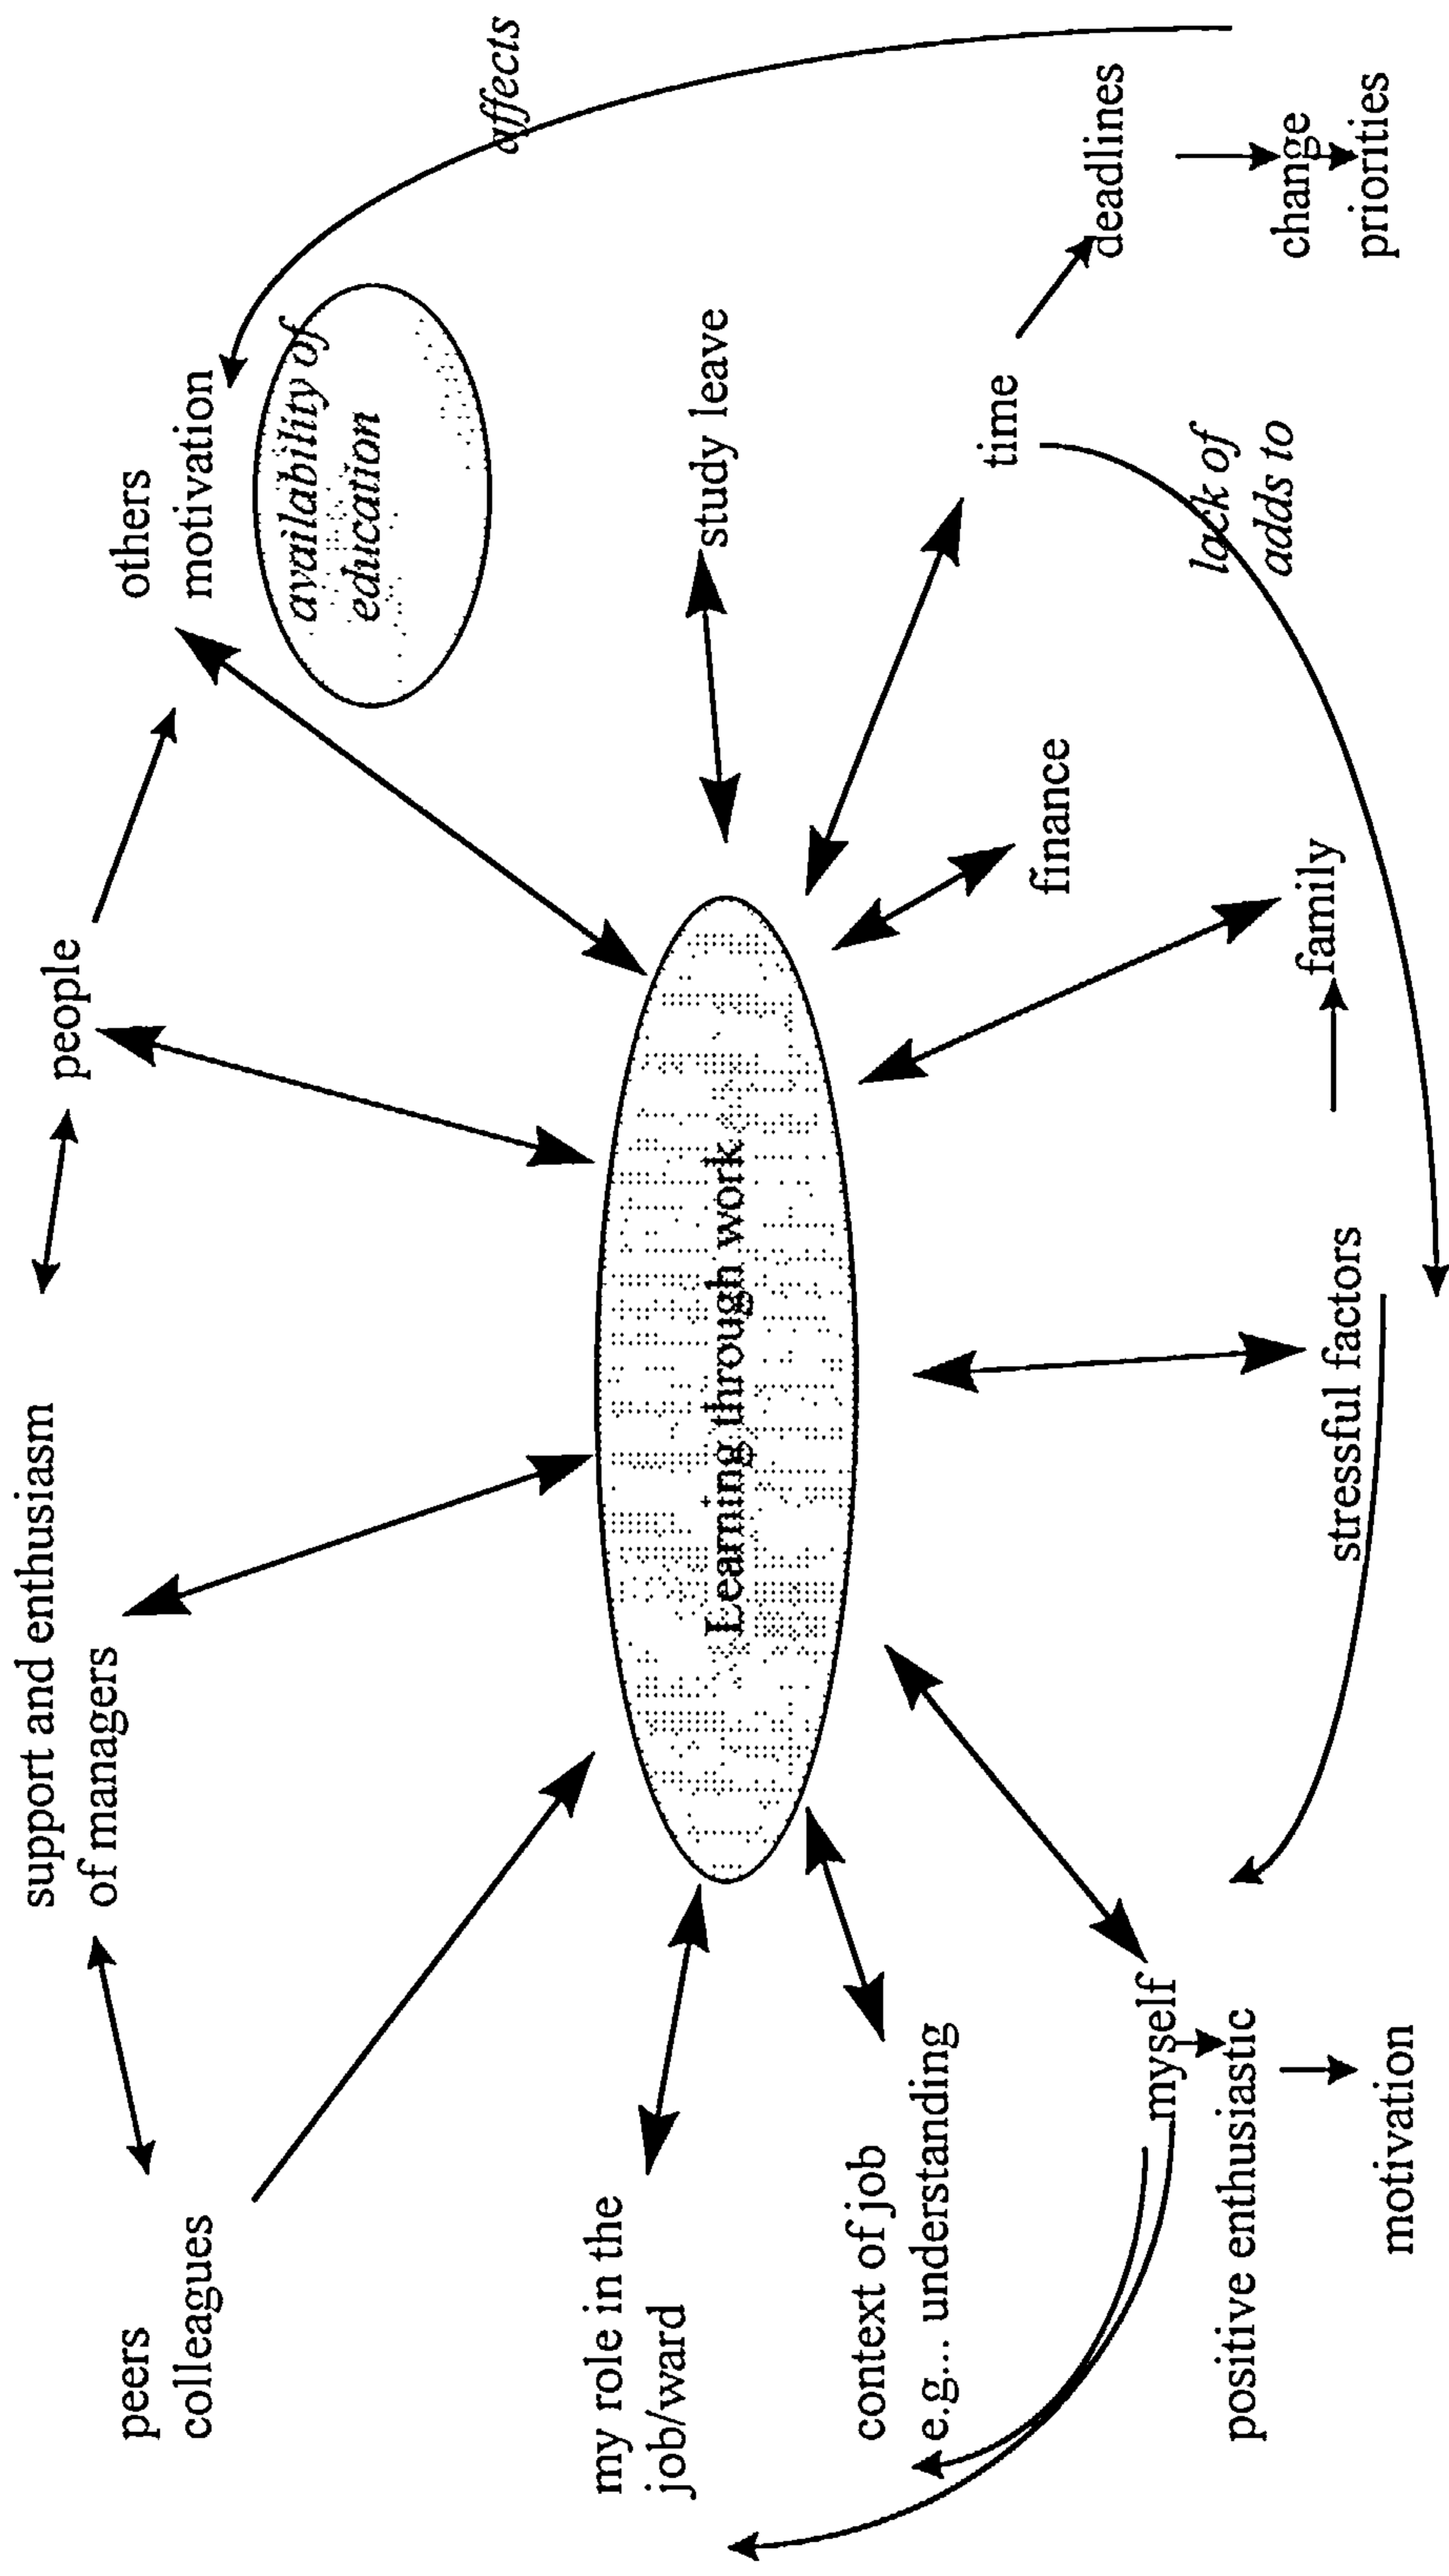 support and enthusiasm
of managers
people
peers
colleagues
others
motivation
availability of
education
affects
my role in the
job/ward
Learning through work
study leave
context of job
e.g... understanding
finance
time
deadlines
lack of
adds to
myself
positive enthusiastic
motivation
stressful factors
family
change
priorities